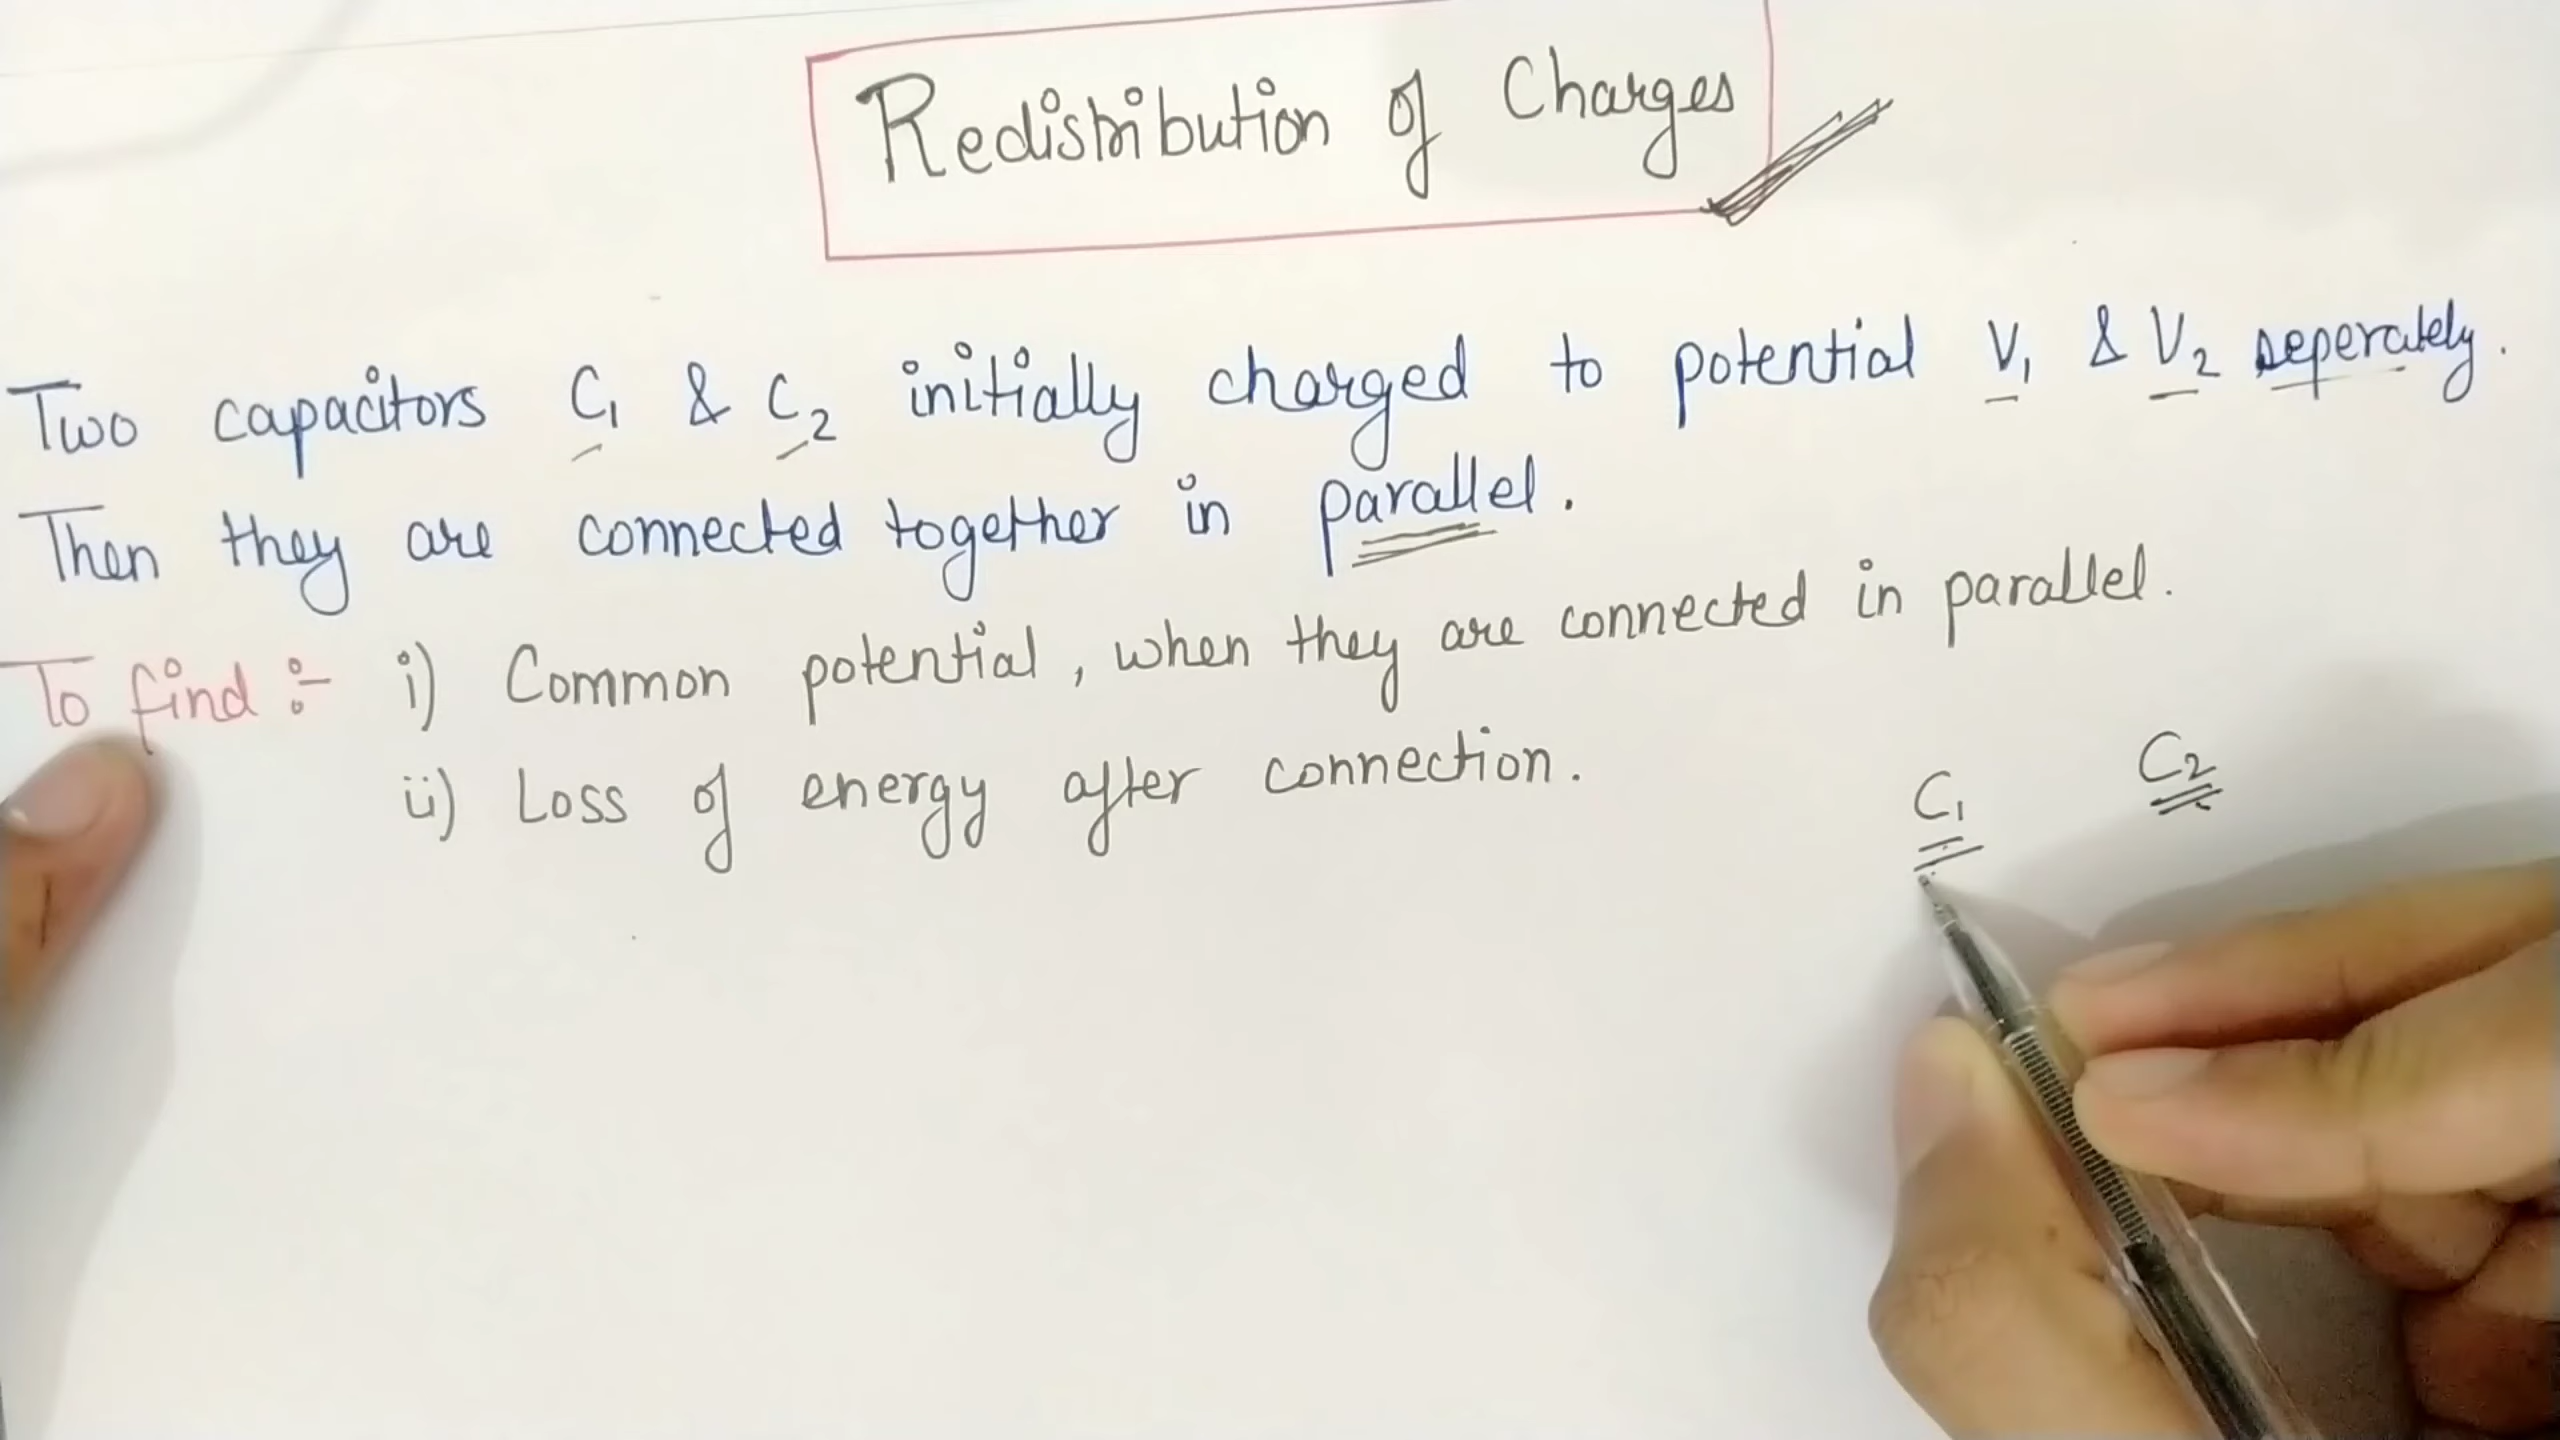 Redistribution of Charges
Two capacitors C₁ & C₂ initially charged to potential V₁ & V₂ seperately.
Then they are connected together in parallel.
To find :- i) Common potential, when they are connected in parallel.
ii) Loss of energy after connection.
C₁ C₂